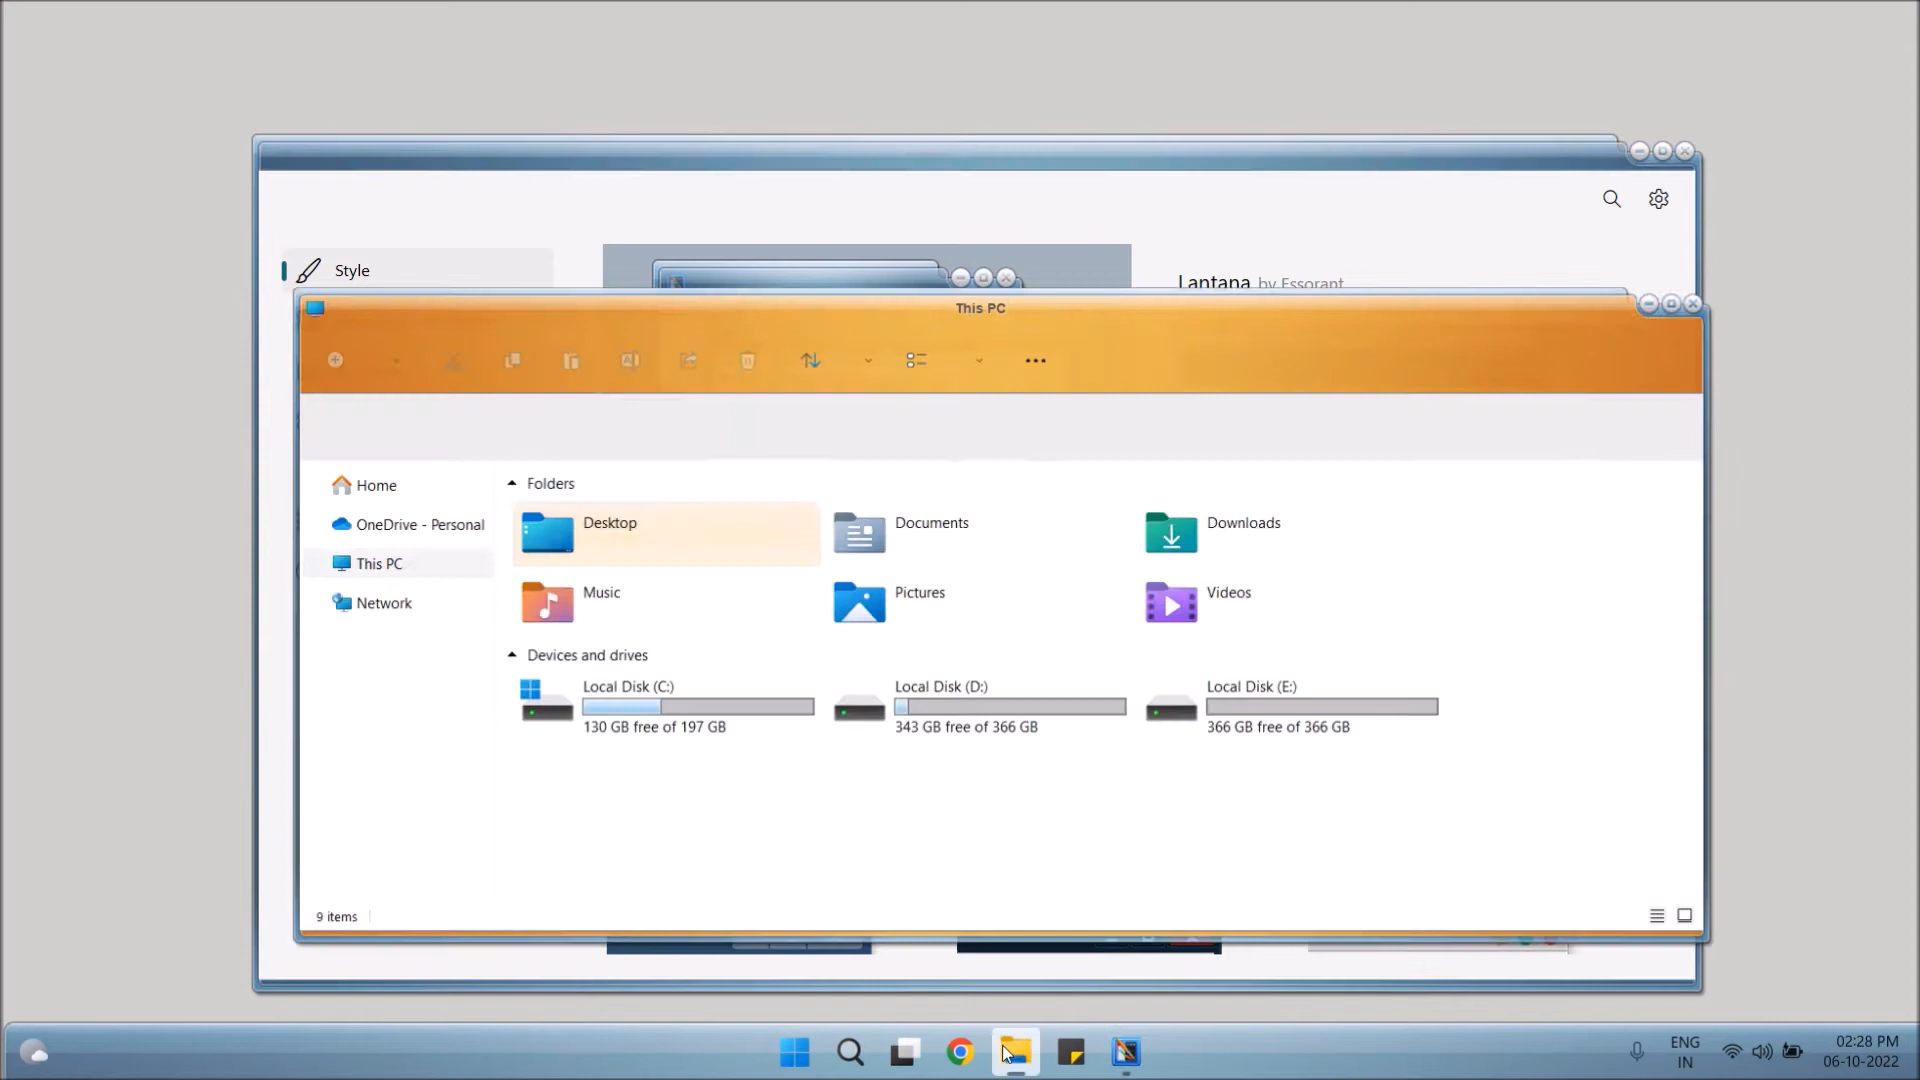 Style
Lantana by Essorant
This PC
Home
OneDrive - Personal
This PC
Network
Folders
Desktop
Documents
Downloads
Music
Pictures
Videos
Devices and drives
Local Disk (C:)
130 GB free of 197 GB
Local Disk (D:)
343 GB free of 366 GB
Local Disk (E:)
366 GB free of 366 GB
9 items
ENG
IN
02:28 PM
06-10-2022